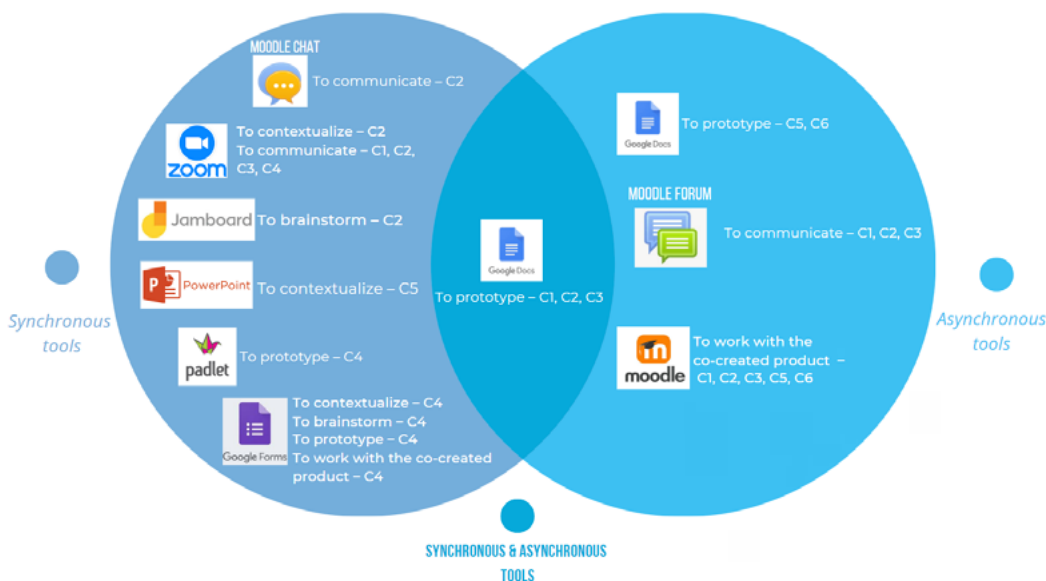 MOODLE CHAT
To communicate – C2
zoom
To contextualize – C2
To communicate – C1, C2,
C3, C4
Jamboard
To brainstorm – C2
P
PowerPoint
To contextualize – C5
padlet
To prototype – C4
Google Forms
To contextualize – C4
To brainstorm – C4
To prototype – C4
To work with the co-created
product – C4
Synchronous
tools
Google Docs
To prototype – C1, C2, C3
SYNCHRONOUS & ASYNCHRONOUS
TOOLS
Google Docs
To prototype – C5, C6
MOODLE FORUM
To communicate – C1, C2, C3
m
moodle
To work with the
co-created product –
C1, C2, C3, C5, C6
Asynchronous
tools